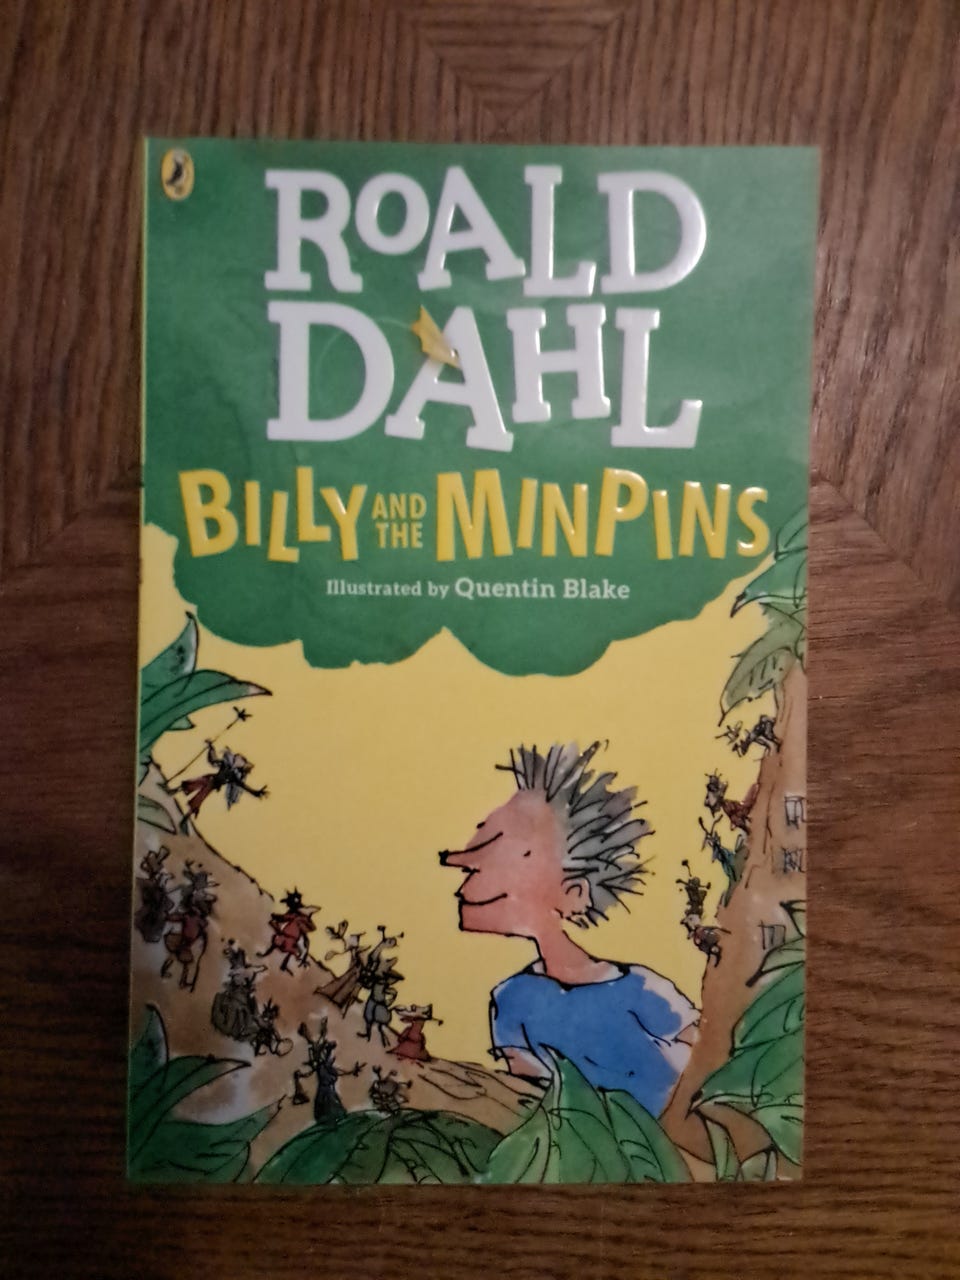 ROALD
DAHL
BILLY AND THE MINPINS
Illustrated by Quentin Blake